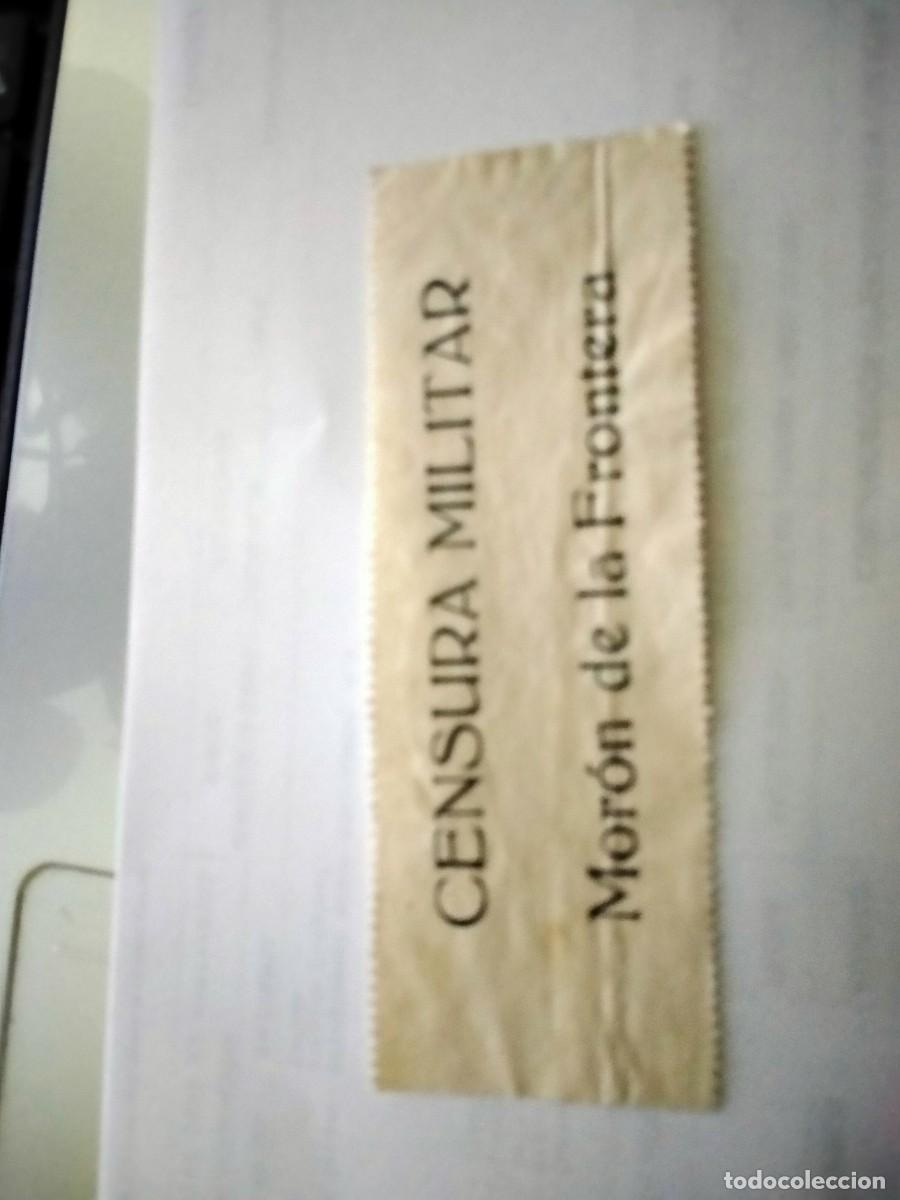 CENSURA MILITAR
Morón de la Frontera
todocoleccion